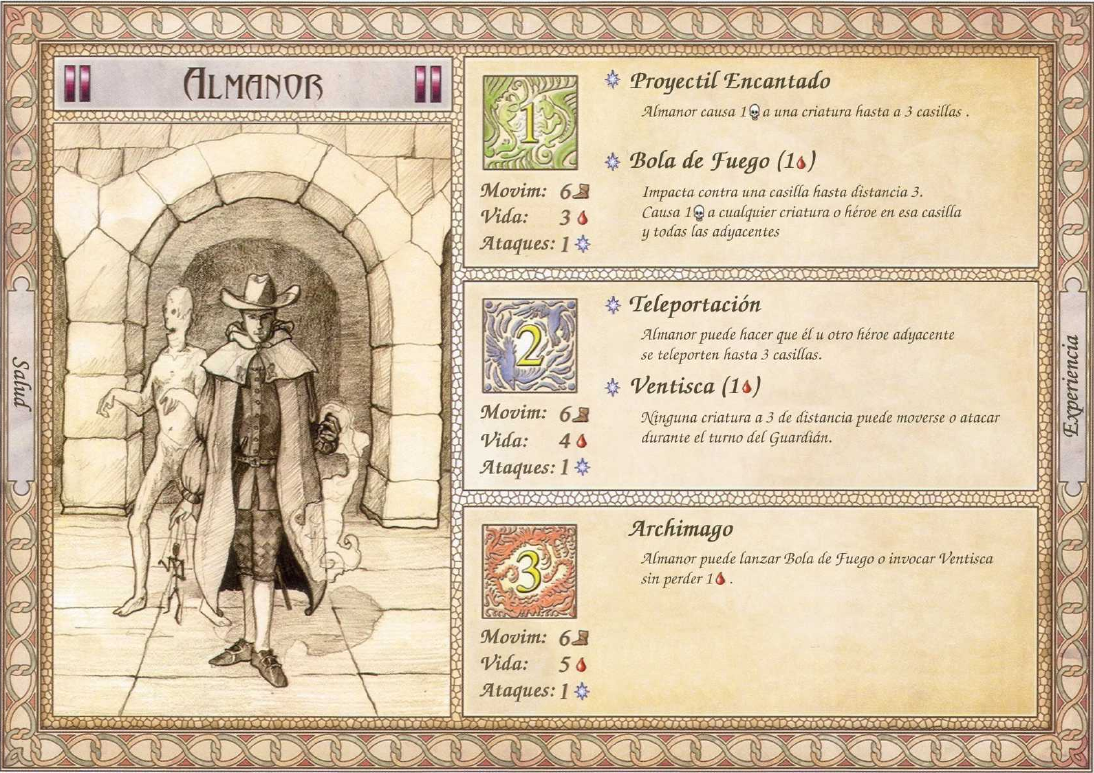 ALMANOR
Salud
1
Movim: 6
Vida: 3
Ataques: 1
Proyectil Encantado
Almanor causa 1 a una criatura hasta a 3 casillas .
Bola de Fuego (1)
Impacta contra una casilla hasta distancia 3.
Causa 1 a cualquier criatura o héroe en esa casilla
y todas las adyacentes
2
Movim: 6
Vida: 4
Ataques: 1
Teleportación
Almanor puede hacer que él u otro héroe adyacente
se teleporten hasta 3 casillas.
Ventisca (1)
Ninguna criatura a 3 de distancia puede moverse o atacar
durante el turno del Guardián.
3
Movim: 6
Vida: 5
Ataques: 1
Archimago
Almanor puede lanzar Bola de Fuego o invocar Ventisca
sin perder 1 .
Experiencia